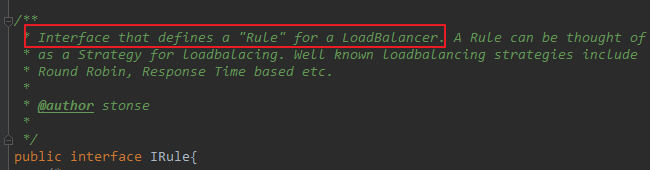 /**
* Interface that defines a "Rule" for a LoadBalancer. A Rule can be thought of
* as a Strategy for loadbalacing. Well known loadbalancing strategies include
* Round Robin, Response Time based etc.
*
* @author stonse
*
*/
public interface IRule{